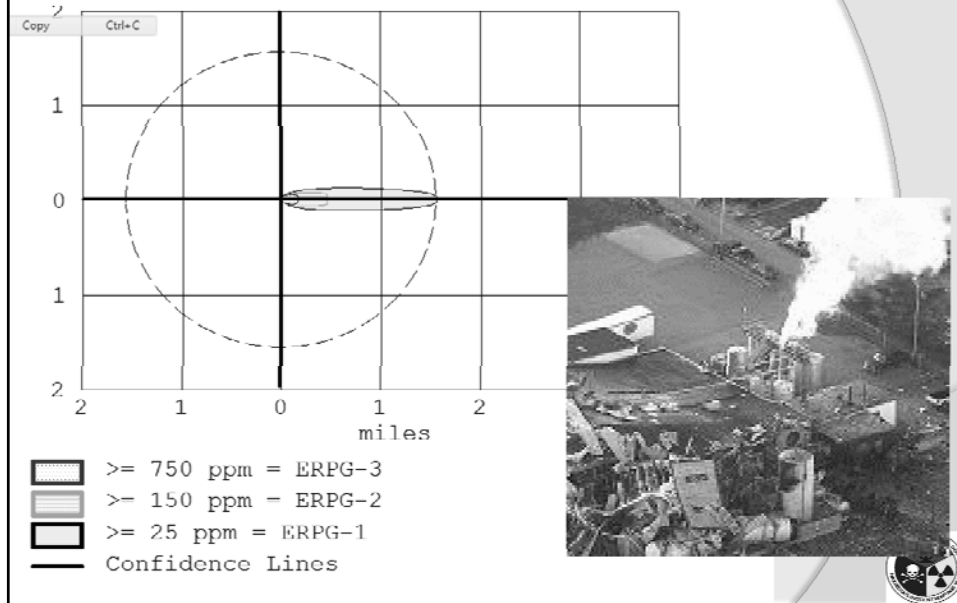 2
Copy Ctrl+C
1
0
1
2
2 1 0 1 2
miles
>= 750 ppm = ERPG-3
>= 150 ppm = ERPG-2
>= 25 ppm = ERPG-1
Confidence Lines